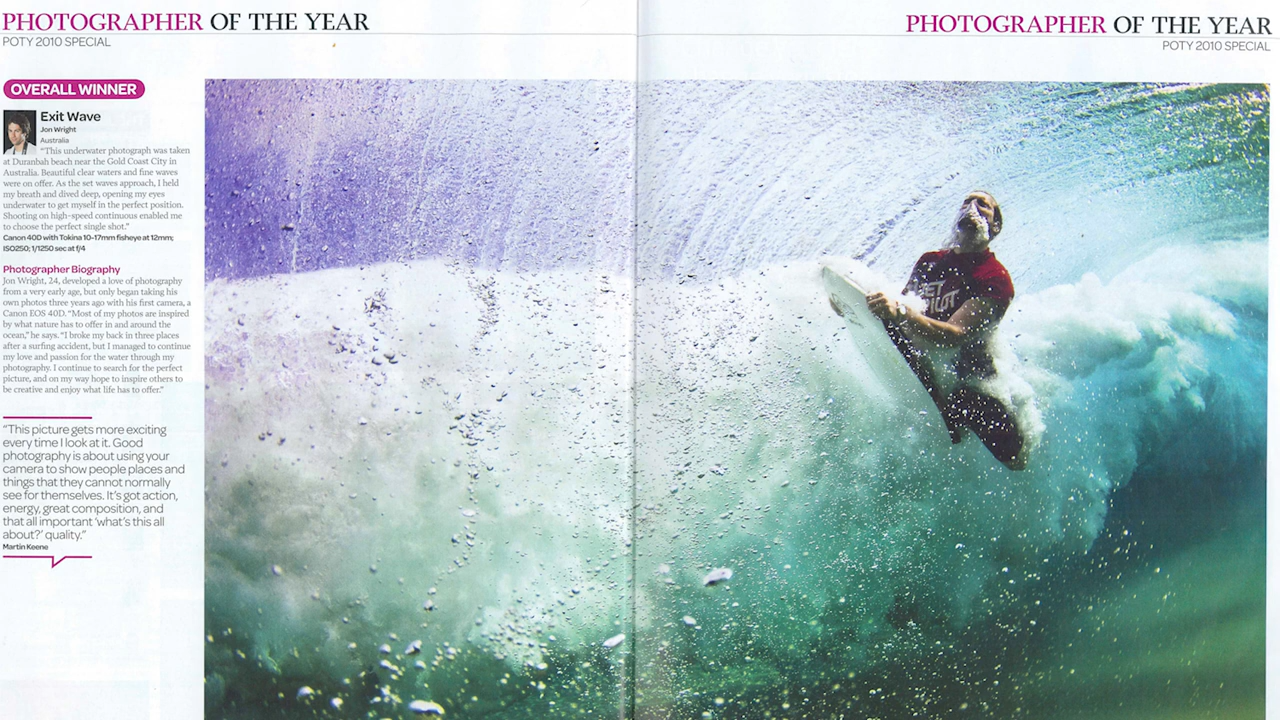 PHOTOGRAPHER OF THE YEAR
POTY 2010 SPECIAL
PHOTOGRAPHER OF THE YEAR
POTY 2010 SPECIAL
OVERALL WINNER
Exit Wave
Jon Wright
Australia
"This underwater photograph was taken
at Duranbah beach near the Gold Coast City in
Australia. Beautiful clear waters and fine waves
were on offer. As the set waves approach, I held
my breath and dived deep, opening my eyes
underwater to get myself in the perfect position.
Shooting on high-speed continuous enabled me
to choose the perfect single shot."
Canon 40D with Tokina 10-17mm fisheye at 12mm;
ISO250; 1/1250 sec at f/4
Photographer Biography
Jon Wright, 24, developed a love of photography
from a very early age, but only began taking his
own photos three years ago with his first camera, a
Canon EOS 40D. "Most of my photos are inspired
by what nature has to offer in and around the
ocean," he says. "I broke my back in three places
after a surfing accident, but I managed to continue
my love and passion for the water through my
photography. I continue to search for the perfect
picture, and on my way hope to inspire others to
be creative and enjoy what life has to offer."
"This picture gets more exciting
every time I look at it. Good
photography is about using your
camera to show people places and
things that they cannot normally
see for themselves. It's got action,
energy, great composition, and
that all important 'what's this all
about?' quality."
Martin Keene